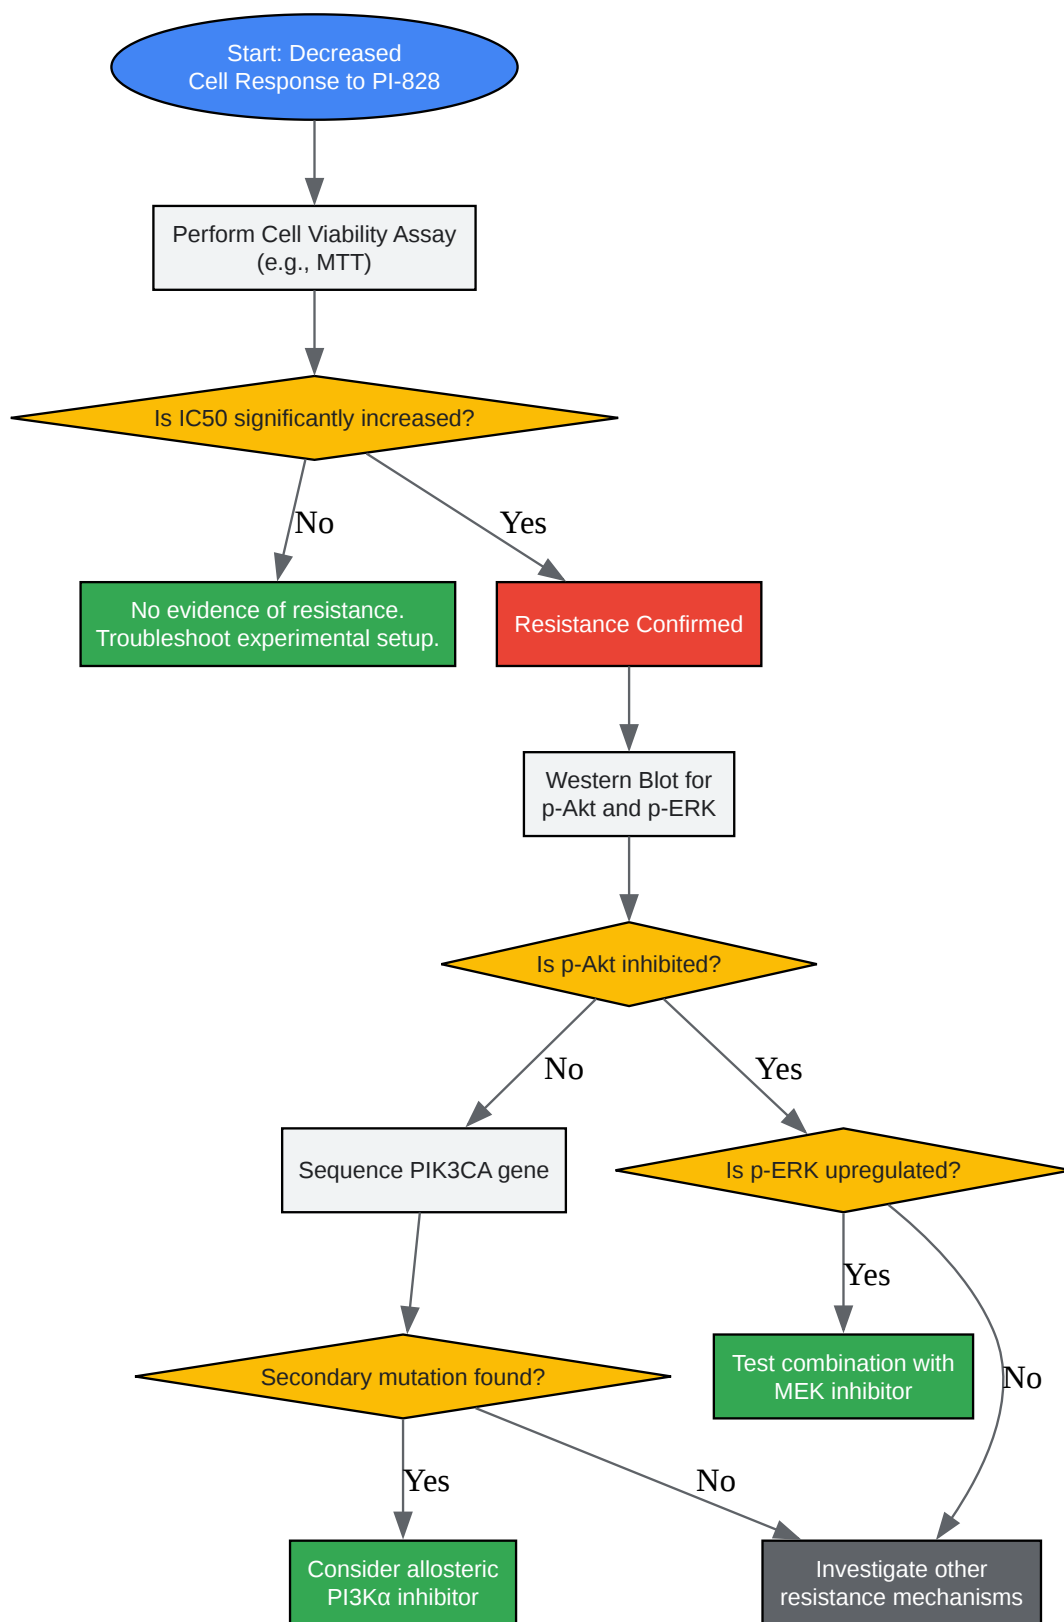 Start: Decreased
Cell Response to PI-828
Perform Cell Viability Assay
(e.g., MTT)
Is IC50 significantly increased?
No
Yes
No evidence of resistance.
Troubleshoot experimental setup.
Resistance Confirmed
Western Blot for
p-Akt and p-ERK
Is p-Akt inhibited?
No
Yes
Sequence PIK3CA gene
Is p-ERK upregulated?
Yes
Secondary mutation found?
Test combination with
MEK inhibitor
No
Yes
No
Consider allosteric
PI3Kα inhibitor
Investigate other
resistance mechanisms